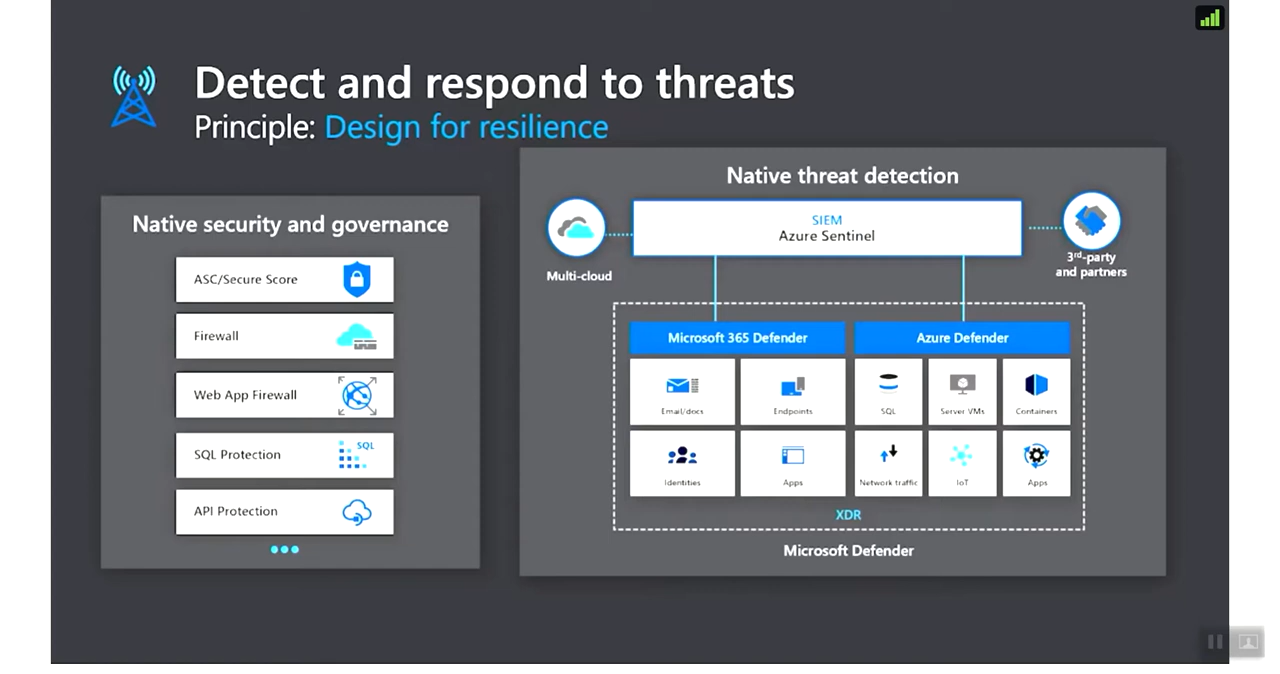 Detect and respond to threats
Principle: Design for resilience
Native security and governance
ASC/Secure Score
Firewall
Web App Firewall
SQL Protection
SQL
API Protection
Native threat detection
Multi-cloud
SIEM
Azure Sentinel
3rd-party
and partners
Microsoft 365 Defender
Azure Defender
Email/docs
Endpoints
SQL
Server VMs
Containers
Identities
Apps
Network traffic
IoT
Apps
XDR
Microsoft Defender